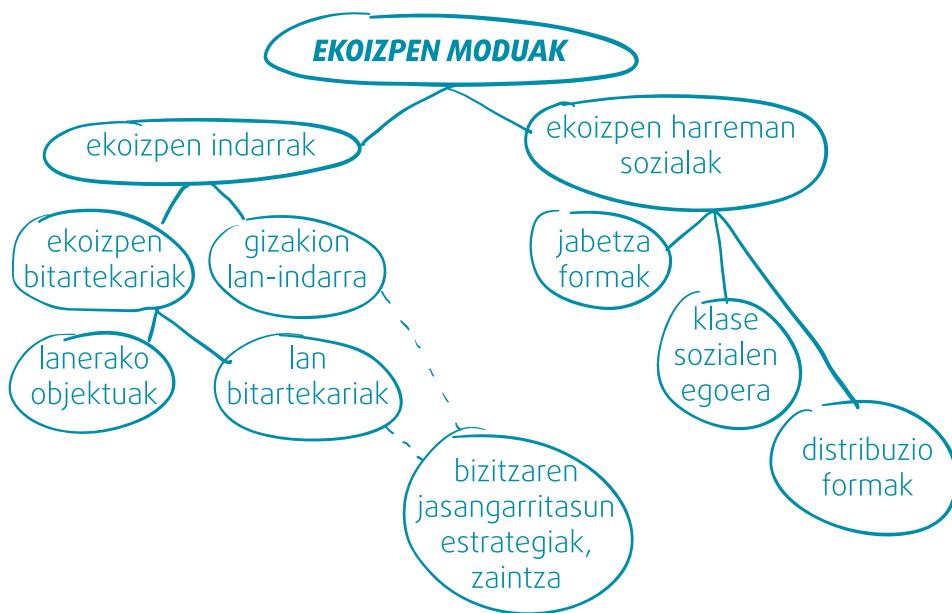 EKOIZPEN MODUAK
ekoizpen indarrak
ekoizpen harreman
sozialak
ekoizpen
bitartekariak
gizakion
lan-indarra
jabetza
formak
klase
sozialen
egoera
lanerako
objektuak
lan
bitartekariak
distribuzio
formak
bizitzaren
jasangarritasun
estrategiak,
zaintza